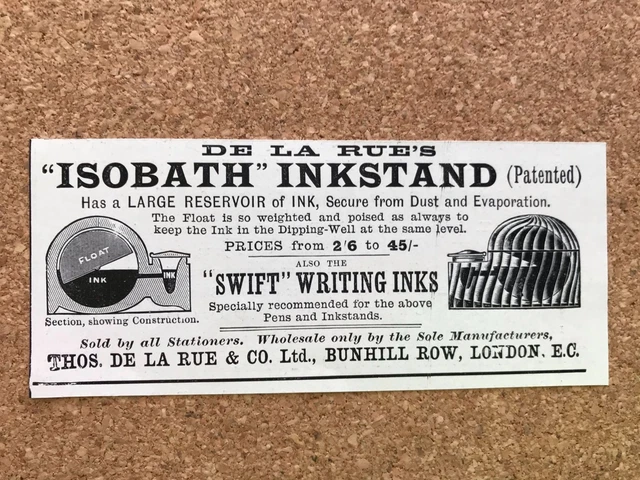 DE LA RUE'S
"ISOBATH" INKSTAND (Patented)
Has a LARGE RESERVOIR of INK, Secure from Dust and Evaporation.
The Float is so weighted and poised as always to
keep the Ink in the Dipping-Well at the same level.
PRICES from 2/6 to 45/-
ALSO THE
"SWIFT" WRITING INKS
Specially recommended for the above
Pens and Inkstands.
FLOAT
INK
INK
Section, showing Construction.
Sold by all Stationers. Wholesale only by the Sole Manufacturers,
THOS. DE LA RUE & CO. Ltd., BUNHILL ROW, LONDON. E.C.